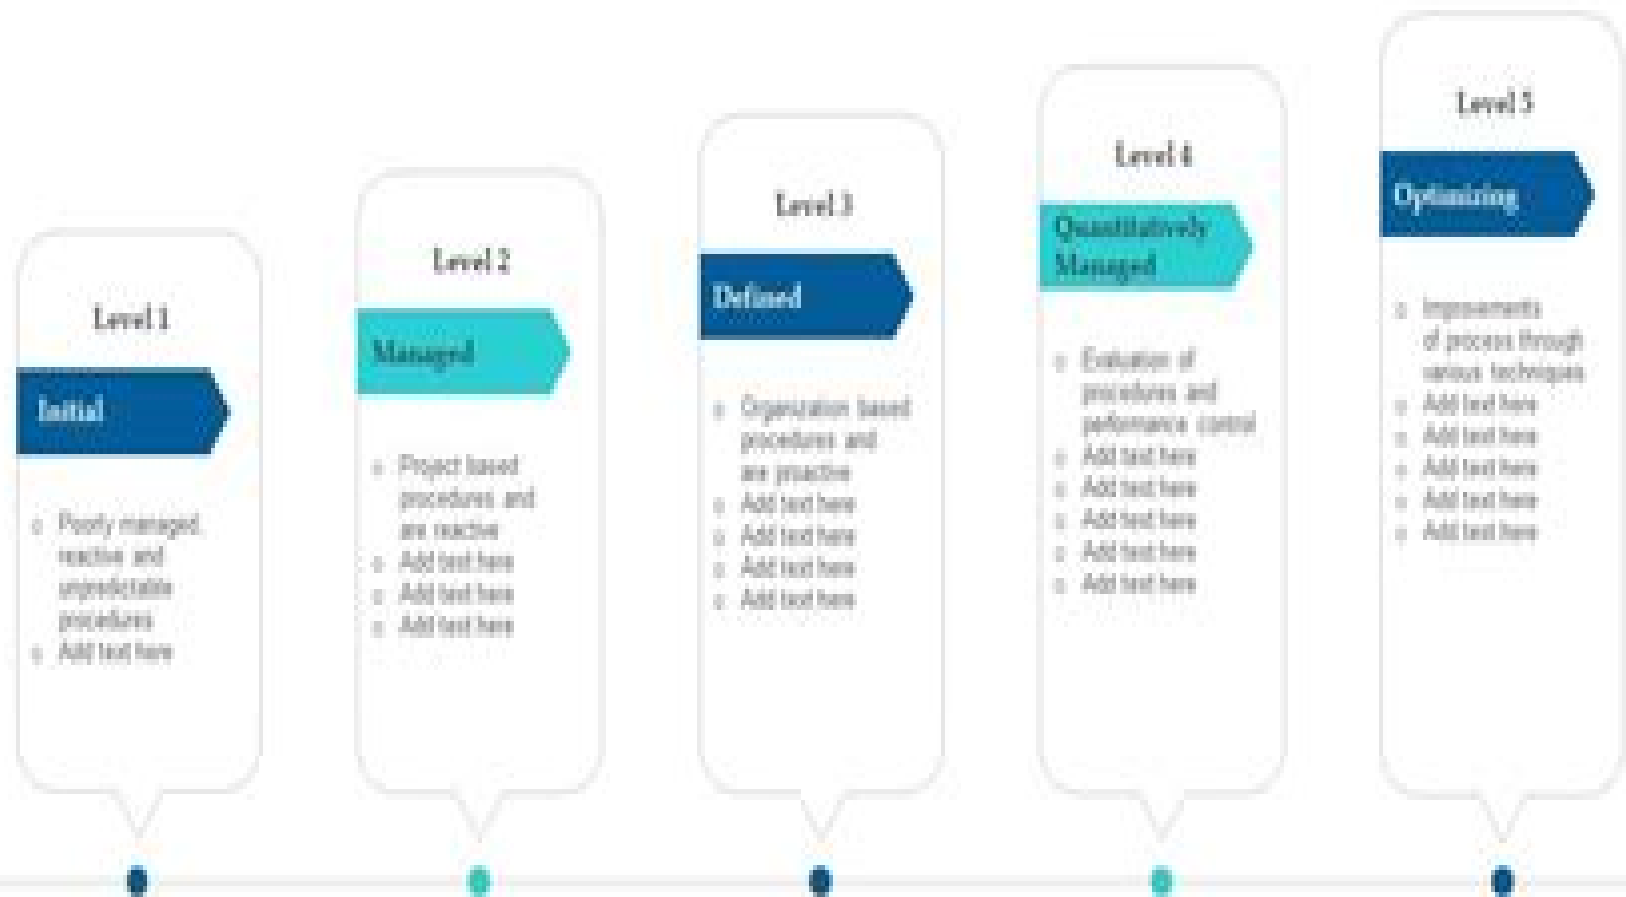 Level 1
Initial
Poorly managed,
reactive and
unpredictable
procedures
Add text here
Level 2
Managed
Project based
procedures and
are reactive
Add text here
Add text here
Add text here
Level 3
Defined
Organization based
procedures and
are proactive
Add text here
Add text here
Add text here
Add text here
Level 4
Quantitatively
Managed
Evaluation of
procedures and
performance control
Add text here
Add text here
Add text here
Add text here
Add text here
Level 5
Optimizing
Improvements
of process through
various techniques
Add text here
Add text here
Add text here
Add text here
Add text here